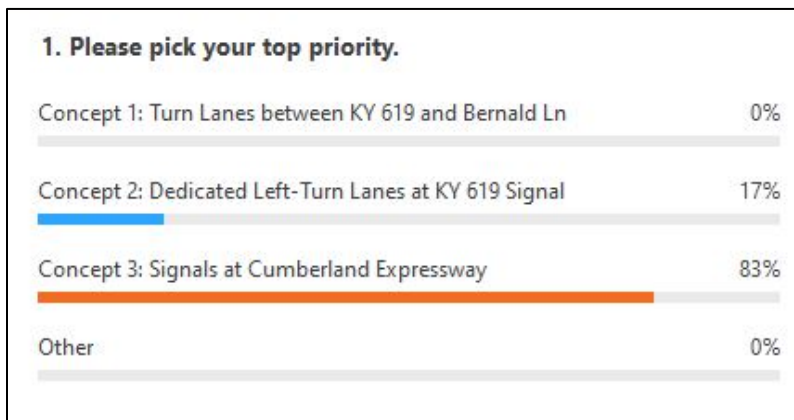 1. Please pick your top priority.
Concept 1: Turn Lanes between KY 619 and Bernald Ln 0%
Concept 2: Dedicated Left-Turn Lanes at KY 619 Signal 17%
Concept 3: Signals at Cumberland Expressway 83%
Other 0%